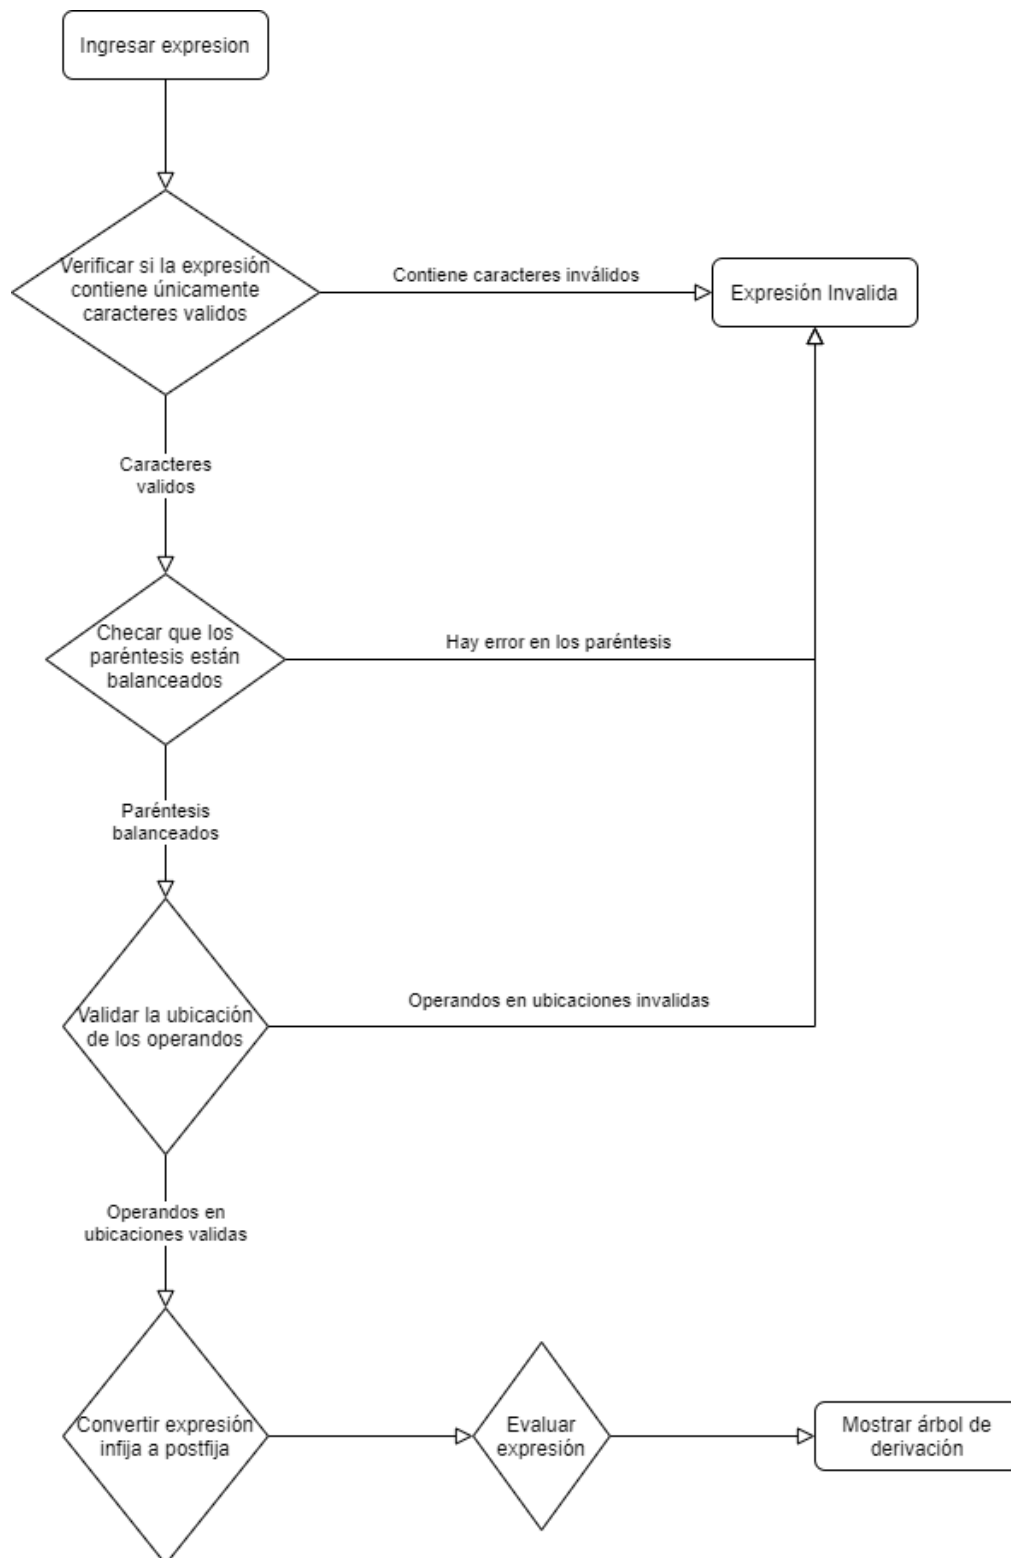 Ingresar expresion
Verificar si la expresión
contiene únicamente
caracteres validos
Contiene caracteres inválidos
Expresión Invalida
Caracteres
validos
Checar que los
paréntesis están
balanceados
Hay error en los paréntesis
Paréntesis
balanceados
Validar la ubicación
de los operandos
Operandos en ubicaciones invalidas
Operandos en
ubicaciones validas
Convertir expresión
infija a postfija
Evaluar
expresión
Mostrar árbol de
derivación